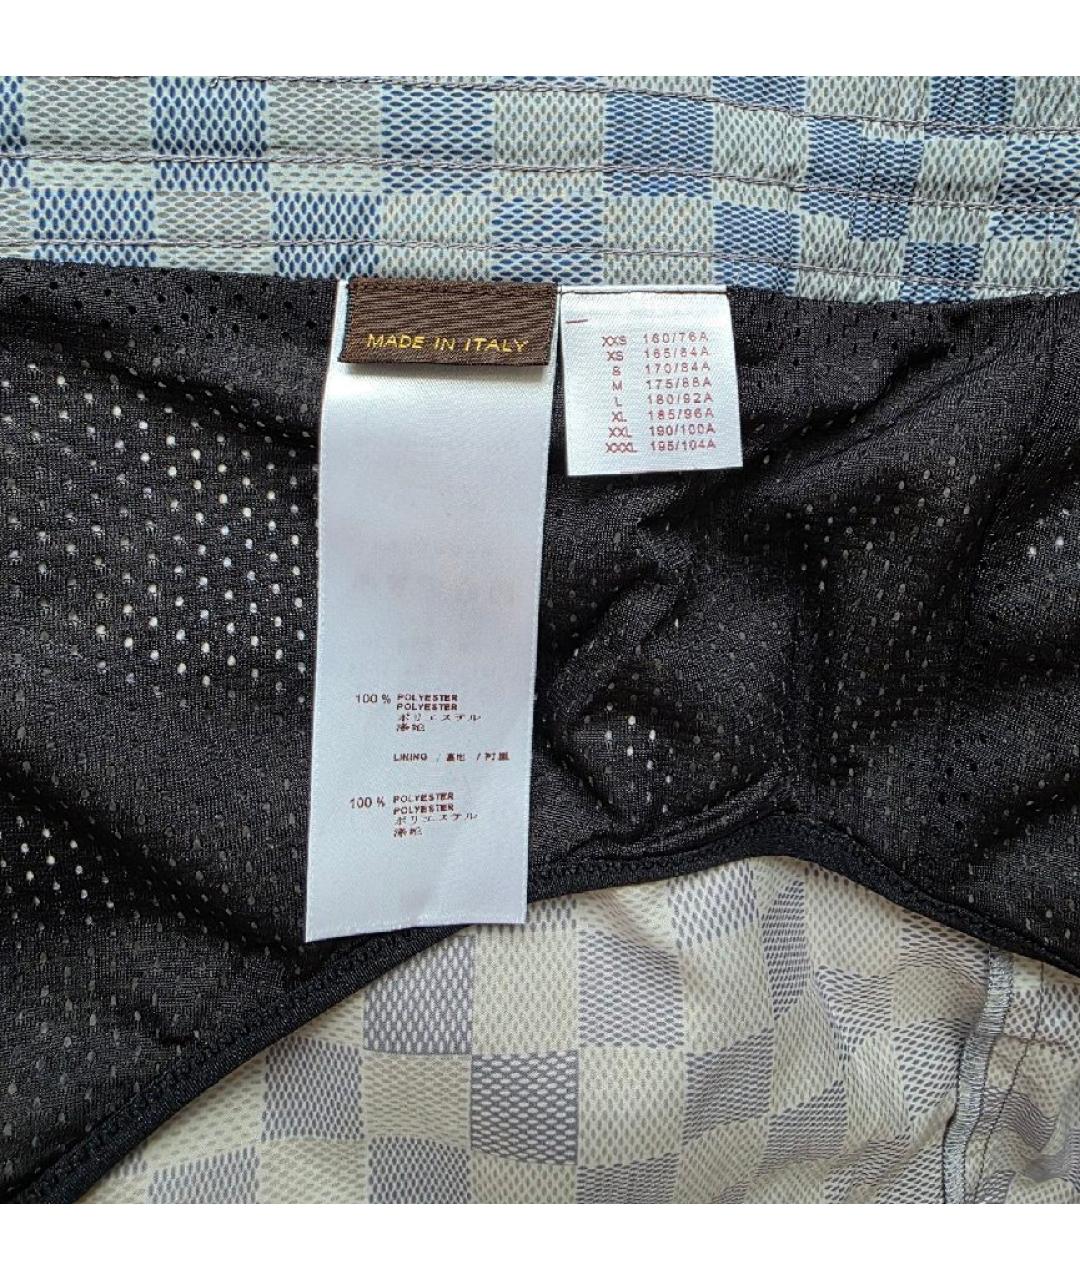 MADE IN ITALY
XXS 160/76A
XS 165/84A
S 170/84A
M 175/88A
L 180/92A
XL 185/96A
XXL 190/100A
XXXL 195/104A
100 % POLYESTER
POLYESTER
ポリエステル
涤纶
LINING / 裏地 / 衬里
100 % POLYESTER
POLYESTER
ポリエステル
涤纶